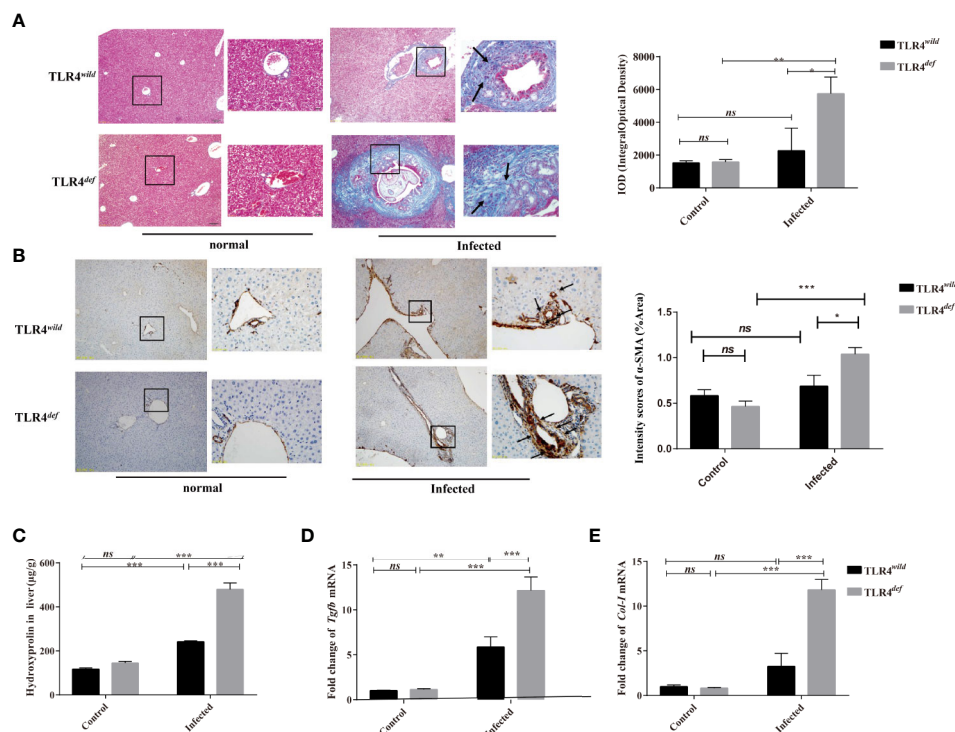 A
TLR4wild
TLR4def
normal
Infected
IOD (IntegralOptical Density)
8000
6000
4000
2000
0
ns
ns
**
*
Control
Infected
TLR4wild
TLR4def
B
TLR4wild
TLR4def
normal
Infected
Intensity scores of α-SMA (%Area)
1.5
1.0
0.5
0.0
ns
ns
***
*
Control
Infected
TLR4wild
TLR4def
C
Hydroxyprolin in liver(μg/g)
600
400
200
0
ns
***
***
***
Control
Infected
D
Fold change of Tgfb mRNA
15
10
5
0
**
***
ns
***
Control
Infected
E
Fold change of Col-I mRNA
15
10
5
0
ns
***
ns
***
Control
Infected
TLR4wild
TLR4def